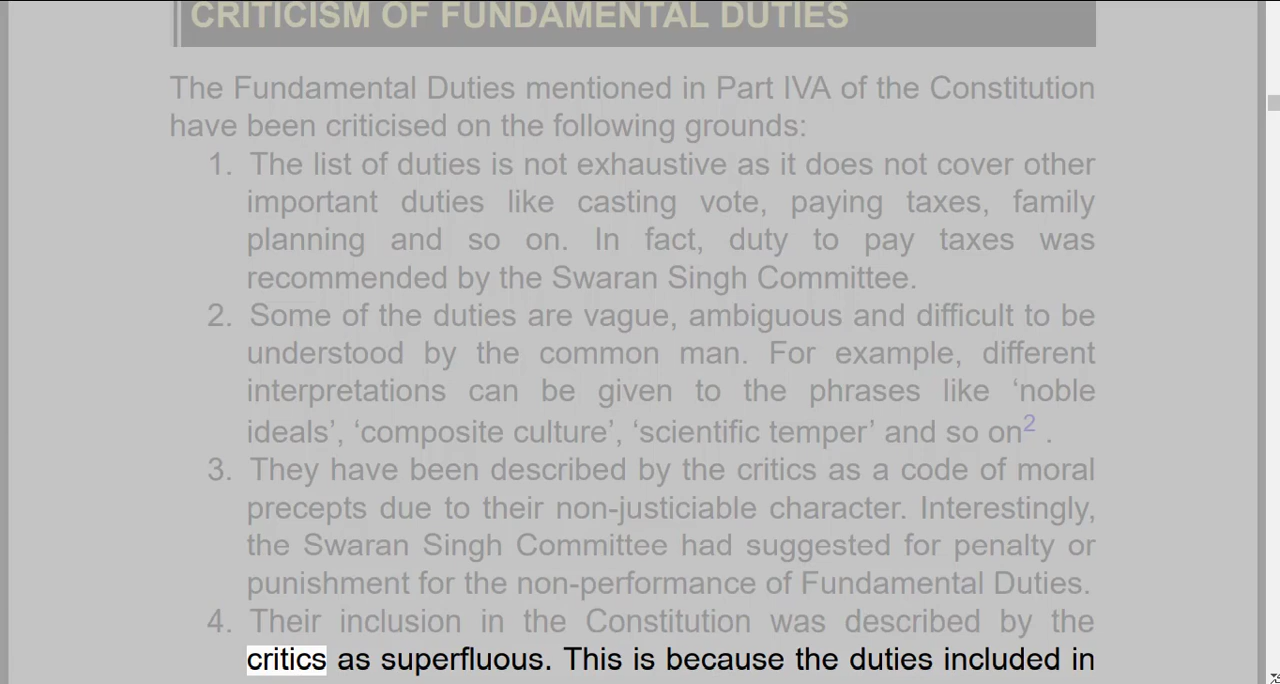 CRITICISM OF FUNDAMENTAL DUTIES
The Fundamental Duties mentioned in Part IVA of the Constitution
have been criticised on the following grounds:
1. The list of duties is not exhaustive as it does not cover other
important duties like casting vote, paying taxes, family
planning and so on. In fact, duty to pay taxes was
recommended by the Swaran Singh Committee.
2. Some of the duties are vague, ambiguous and difficult to be
understood by the common man. For example, different
interpretations can be given to the phrases like ‘noble
ideals’, ‘composite culture’, ‘scientific temper’ and so on2 .
3. They have been described by the critics as a code of moral
precepts due to their non-justiciable character. Interestingly,
the Swaran Singh Committee had suggested for penalty or
punishment for the non-performance of Fundamental Duties.
4. Their inclusion in the Constitution was described by the
critics as superfluous. This is because the duties included in